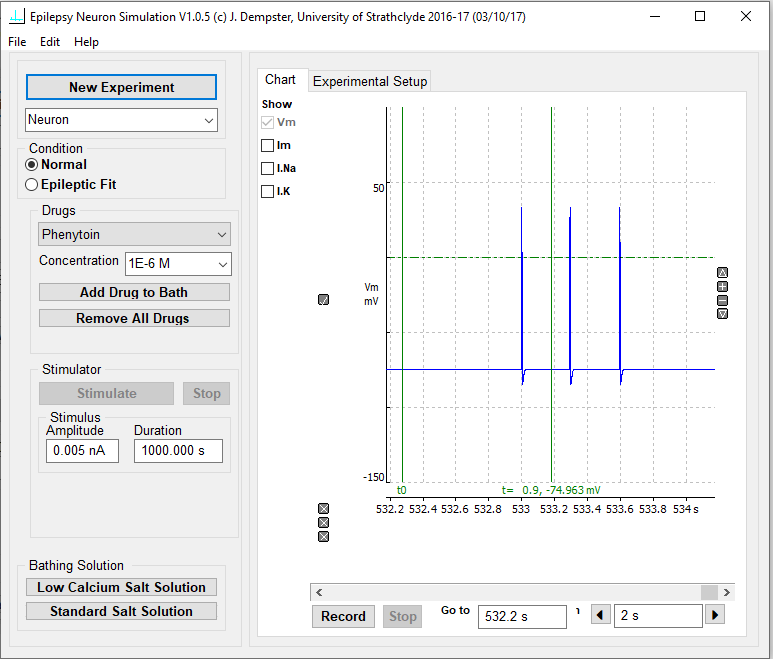 Epilepsy Neuron Simulation V1.0.5 (c) J. Dempster, University of Strathclyde 2016-17 (03/10/17)
File Edit Help
New Experiment
Neuron
Condition
Normal
Epileptic Fit
Drugs
Phenytoin
Concentration 1E-6 M
Add Drug to Bath
Remove All Drugs
Stimulator
Stimulate Stop
Stimulus
Amplitude Duration
0.005 nA 1000.000 s
Bathing Solution
Low Calcium Salt Solution
Standard Salt Solution
Chart Experimental Setup
Show
Vm
Im
I.Na
I.K
50
Vm
mV
-150
t0 t= 0.9, -74.963 mV
532.2 532.4 532.6 532.8 533 533.2 533.4 533.6 533.8 534 s
Record Stop Go to 532.2 s 2 s